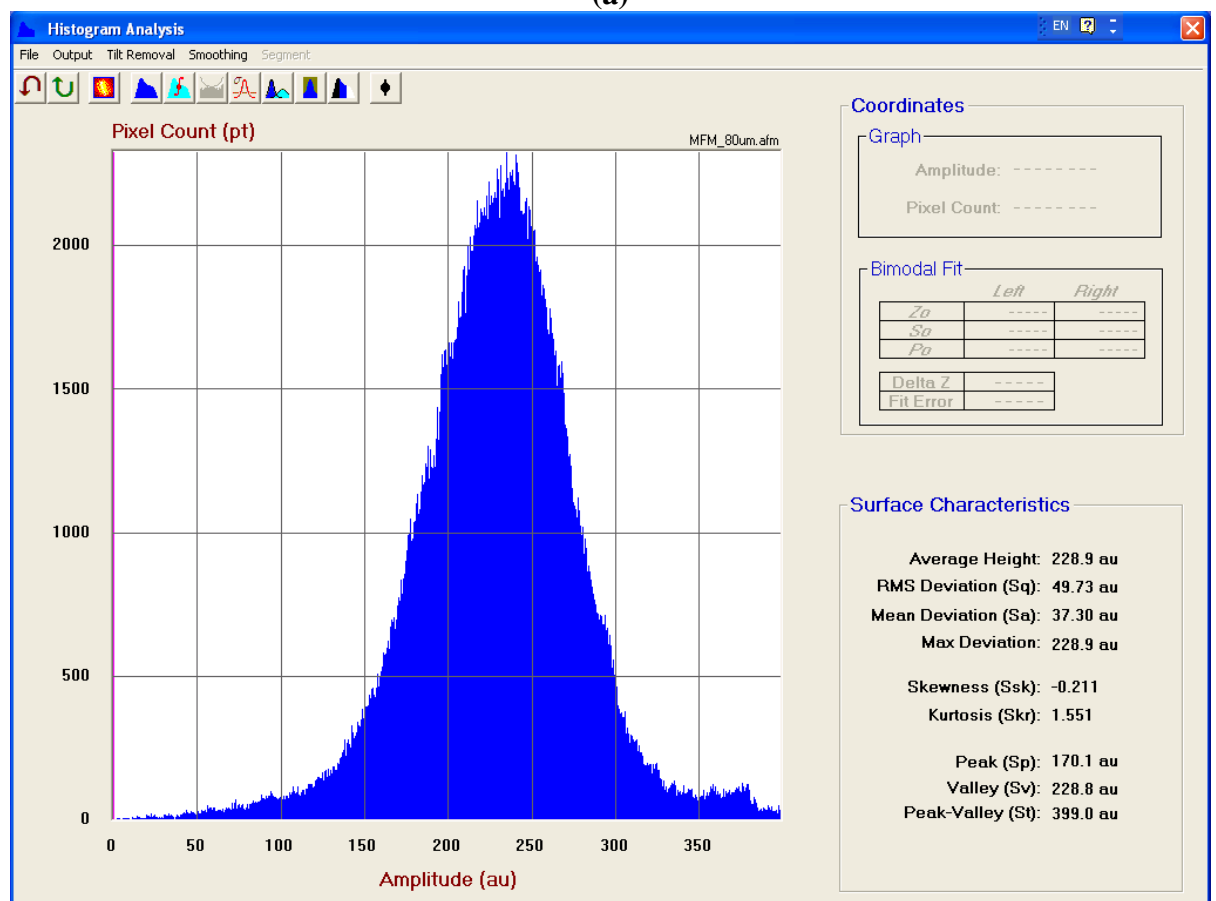 (a)
Histogram Analysis
EN
File Output Tilt Removal Smoothing Segment
Pixel Count (pt)
MFM_80um.afm
2000
1500
1000
500
0
0 50 100 150 200 250 300 350
Amplitude (au)
Coordinates
Graph
Amplitude: --------
Pixel Count: --------
Bimodal Fit
Left Right
Zo ----- -----
So ----- -----
Po ----- -----
Delta Z -----
Fit Error -----
Surface Characteristics
Average Height: 228.9 au
RMS Deviation (Sq): 49.73 au
Mean Deviation (Sa): 37.30 au
Max Deviation: 228.9 au
Skewness (Ssk): -0.211
Kurtosis (Skr): 1.551
Peak (Sp): 170.1 au
Valley (Sv): 228.8 au
Peak-Valley (St): 399.0 au